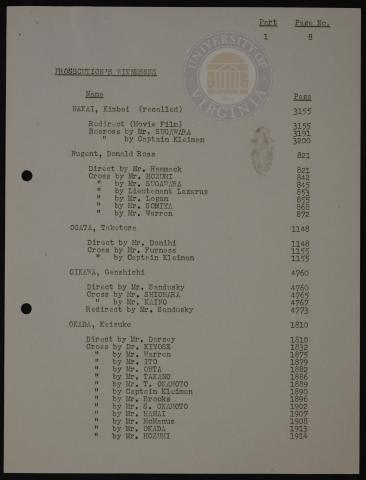 Part Page No.
1 8
UNIVERSITY OF VIRGINIA
PROSECUTION'S WITNESSES
Name Page
NAKAI, Kimbei (recalled) 3155
Redirect (Movie Film) 3155
Recross by Mr. SUGAWARA 3191
" by Captain Kleiman 3200
Nugent, Donald Ross 821
Direct by Mr. Hammack 821
Cross by Mr. HOZUMI 842
" by Mr. SUGAWARA 845
" by Lieutenant Lazarus 853
" by Mr. Logan 855
" by Mr. SOMIYA 868
" by Mr. Warren 872
OGATA, Taketora 1148
Direct by Mr. Donihi 1148
Cross by Mr. Furness 1155
" by Captain Kleiman 1155
OIKAWA, Genshichi 4760
Direct by Mr. Sandusky 4760
Cross by Mr. SHIOHARA 4765
" by Mr. KAINO 4767
Redirect by Mr. Sandusky 4773
OKADA, Keisuke 1810
Direct by Mr. Darsey 1810
Cross by Dr. KIYOSE 1832
" by Mr. Warren 1875
" by Mr. ITO 1879
" by Mr. OHTA 1882
" by Mr. TAKANO 1886
" by Mr. T. OKAMOTO 1889
" by Captain Kleiman 1890
" by Mr. Brooks 1896
" by Mr. S. OKAMOTO 1902
" by Mr. HANAI 1907
" by Mr. McManus 1908
" by Mr. OKADA 1913
" by Mr. HOZUMI 1914